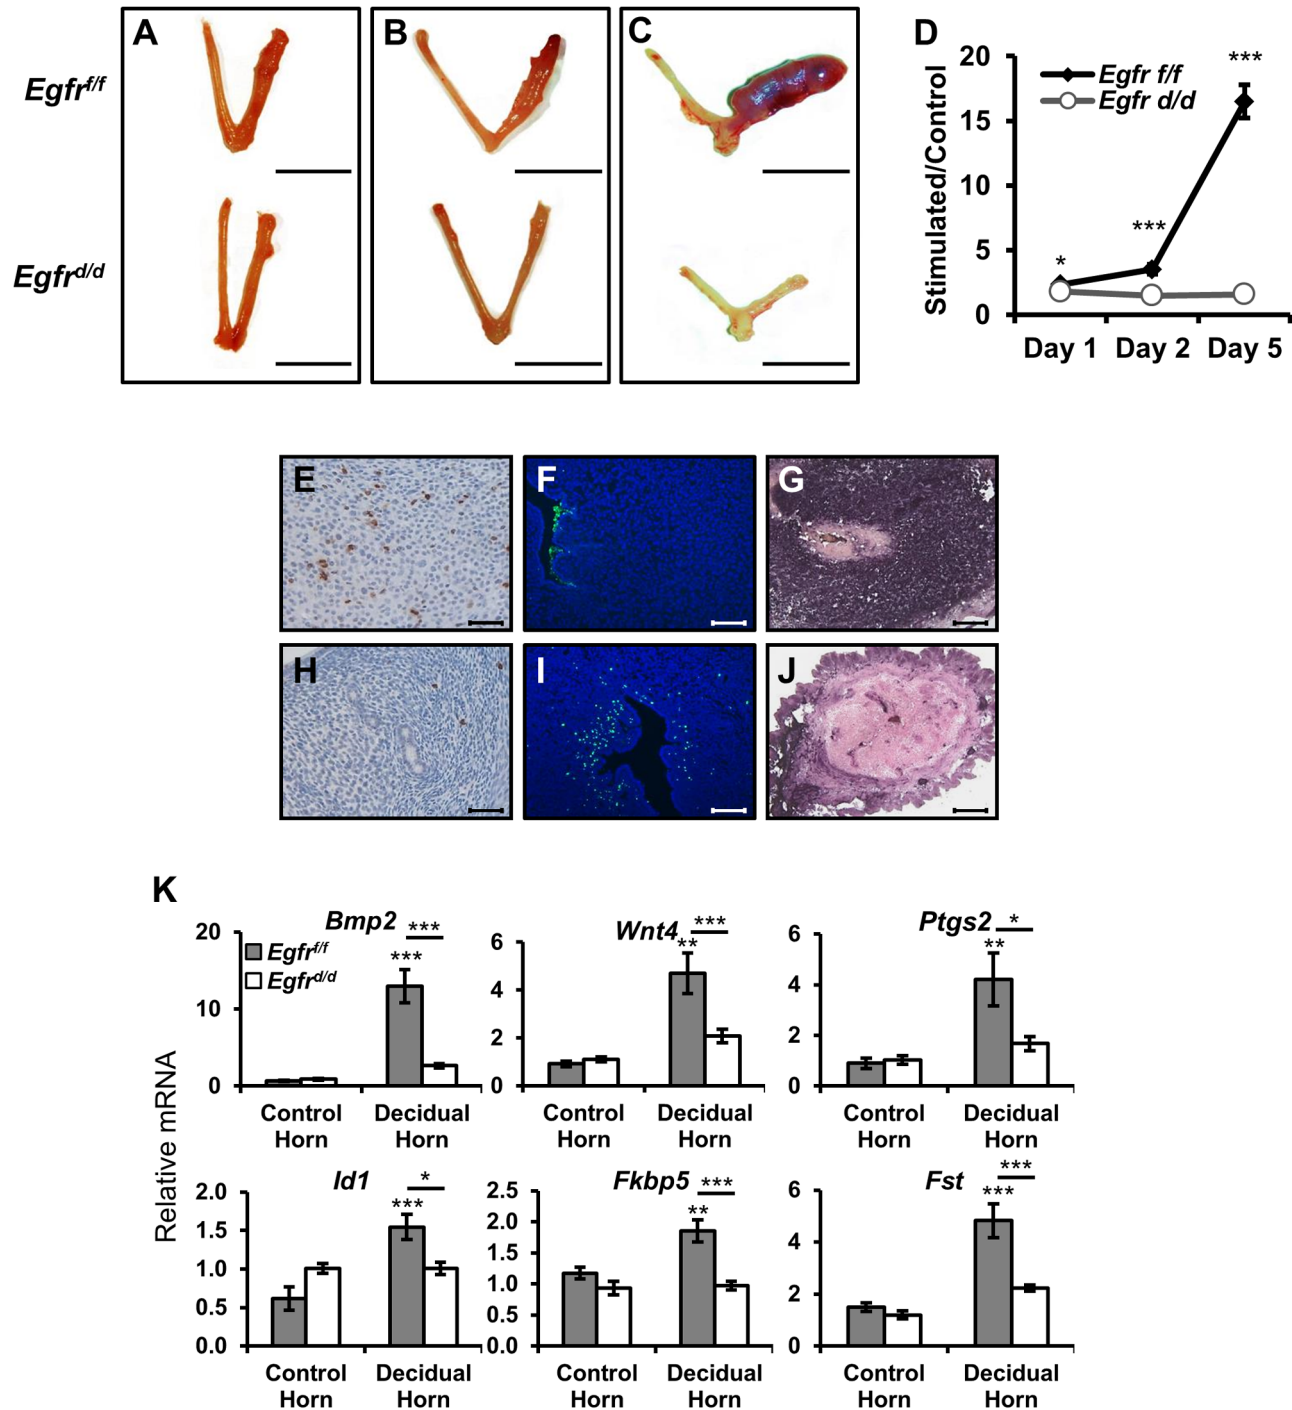 A
B
C
D
Egfr f/f
Egfr d/d
20
15
10
5
0
Stimulated/Control
Egfr f/f
Egfr d/d
***
***
*
Day 1 Day 2 Day 5
E
F
G
H
I
J
K
Relative mRNA
Bmp2
***
***
Egfr f/f
Egfr d/d
20
10
0
Control Horn
Decidual Horn
Wnt4
***
**
6
4
2
0
Control Horn
Decidual Horn
Ptgs2
*
**
6
4
2
0
Control Horn
Decidual Horn
Id1
*
***
2.0
1.5
1.0
0.5
0.0
Control Horn
Decidual Horn
Fkbp5
***
**
2.5
2.0
1.5
1.0
0.5
0.0
Control Horn
Decidual Horn
Fst
***
***
6
4
2
0
Control Horn
Decidual Horn